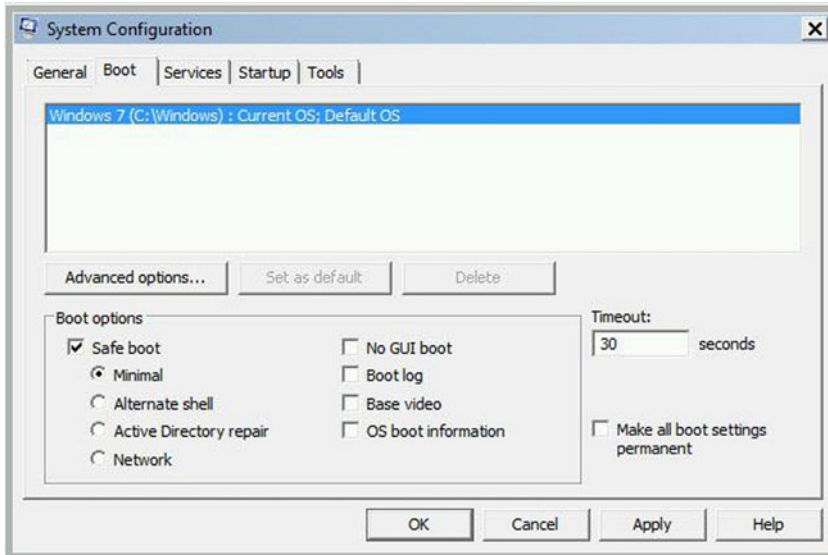 System Configuration
General Boot Services Startup Tools
Windows 7 (C:\Windows) : Current OS; Default OS
Advanced options... Set as default Delete
Boot options
Safe boot
Minimal
Alternate shell
Active Directory repair
Network
No GUI boot
Boot log
Base video
OS boot information
Timeout:
30 seconds
Make all boot settings
permanent
OK Cancel Apply Help